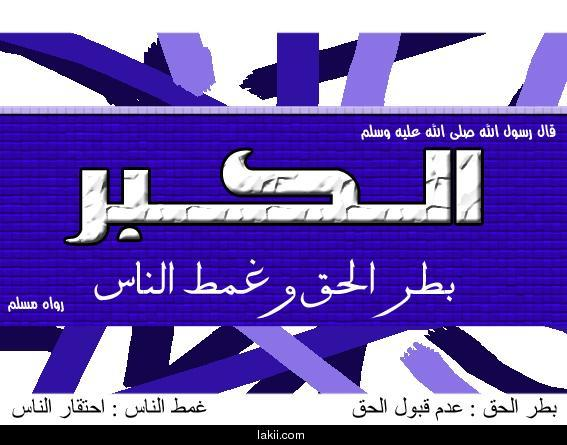 قال رسول الله صلى الله عليه وسلم
الكبر
بطر الحق و غمط الناس
رواه مسلم
بطر الحق : عدم قبول الحق
غمط الناس : احتقار الناس
lakii.com